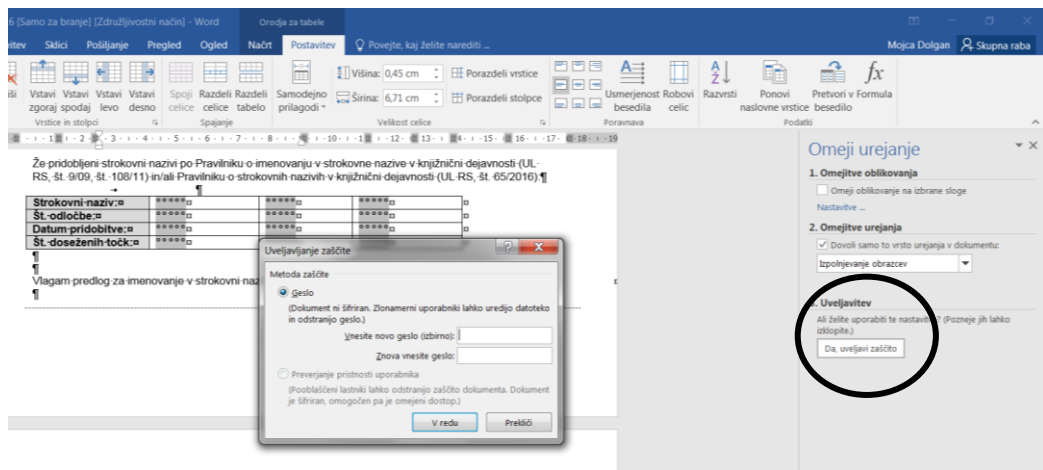 6 [Samo za branje] [Združljivostni način] - Word
Orodja za tabele
Sklici Pošiljanje Pregled Ogled Načrt Postavitev Povejte, kaj želite narediti ...
Mojca Dolgan Skupna raba
Vstavi zgoraj
Vstavi spodaj
Vstavi levo
Vstavi desno
Vrstice in stolpci
Spoji celice
Razdeli celice
Razdeli tabelo
Spajanje
Samodejno prilagodi
Višina: 0,45 cm
Širina: 6,71 cm
Porazdeli vrstice
Porazdeli stolpce
Velikost celice
Usmerjenost besedila
Robovi celic
Poravnava
Razvrsti
Ponovi naslovne vrstice
Pretvori v besedilo
Formula
Podatki
Že pridobljeni strokovni nazivi po Pravilniku o imenovanju v strokovne nazive v knjižnični dejavnosti (UL
RS, št. 9/09, št. 108/11) in/ali Pravilniku o strokovnih nazivih v knjižnični dejavnosti (UL RS, št. 65/2016):¶
Strokovni naziv:
Št. odločbe:
Datum pridobitve:
Št. doseženih točk:
Vlagam predlog za imenovanje v strokovni naz
Uveljavljanje zaščite
Metoda zaščite
Geslo
(Dokument ni šifriran. Zlonamerni uporabniki lahko uredijo datoteko
in odstranijo geslo.)
Vnesite novo geslo (izbirno):
Znova vnesite geslo:
Preverjanje pristnosti uporabnika
(Pooblaščeni lastniki lahko odstranijo zaščito dokumenta. Dokument
je šifriran, omogočen pa je omejeni dostop.)
V redu Prekliči
Omeji urejanje
1. Omejitve oblikovanja
Omeji oblikovanje na izbrane sloge
Nastavitve ...
2. Omejitve urejanja
Dovoli samo to vrsto urejanja v dokumentu:
Izpolnjevanje obrazcev
3. Uveljavitev
Ali želite uporabiti te nastavitve? (Pozneje jih lahko
izklopite.)
Da, uveljavi zaščito